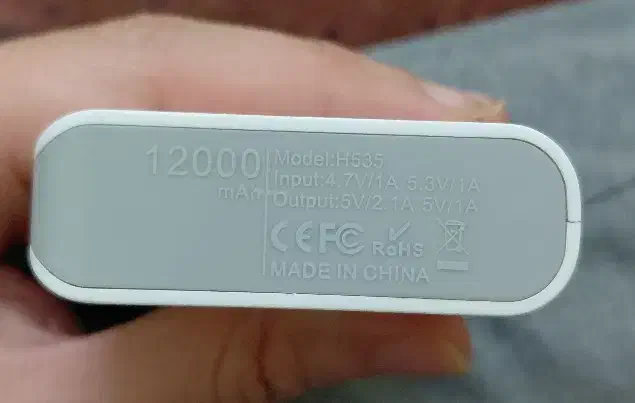 12000
mAh
Model:H535
Input:4.7V/1A 5.3V/1A
Output:5V/2.1A 5V/1A
CE FC RoHS
MADE IN CHINA